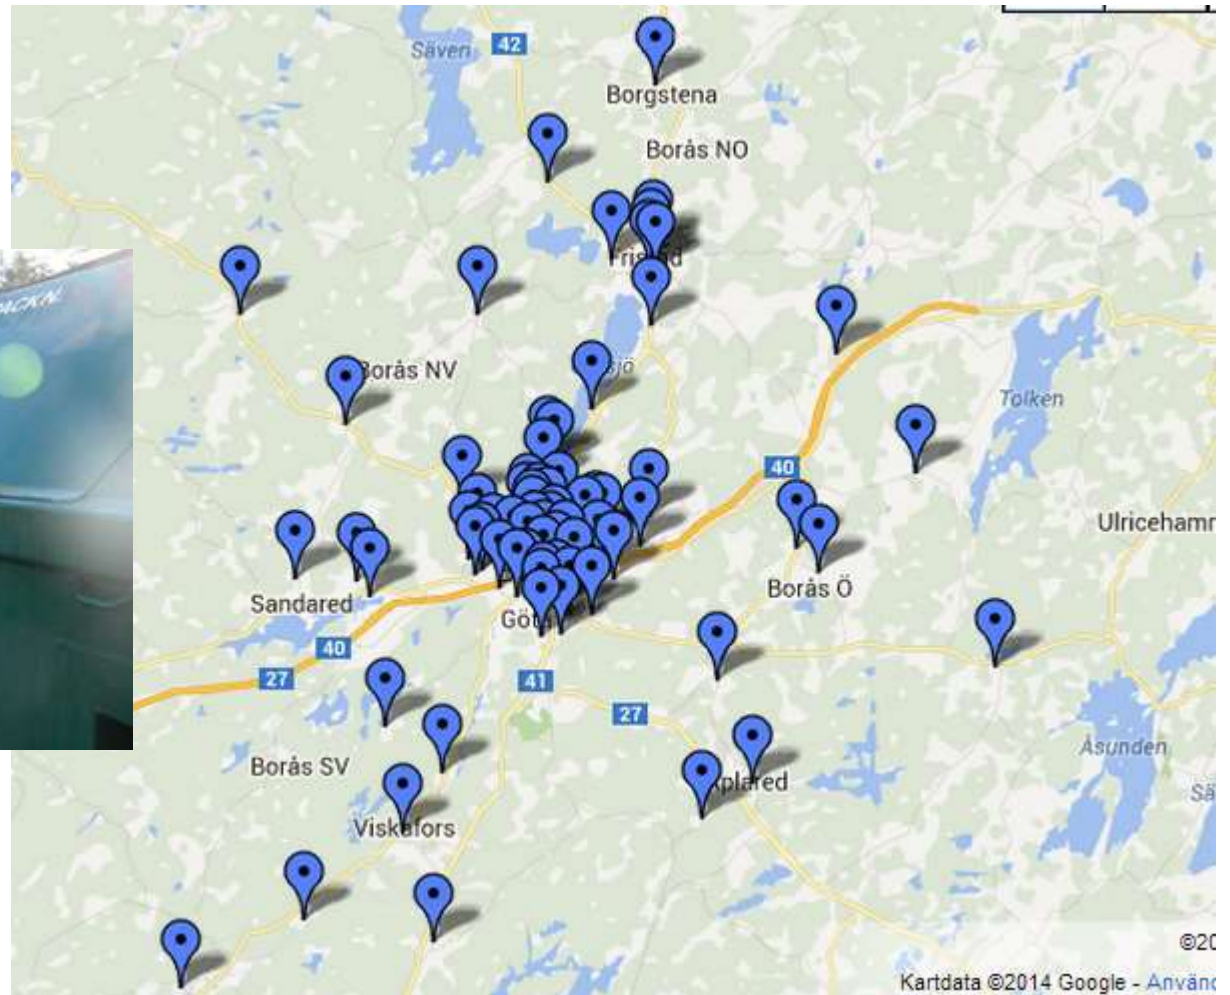 Säven
42
Borgstena
Borås NO
Borås NV
Tolken
40
Ulricehamn
Borås Ö
Sandared
40
27
41
27
Åsunden
Borås SV
Viskafors
Kartdata ©2014 Google - Använd